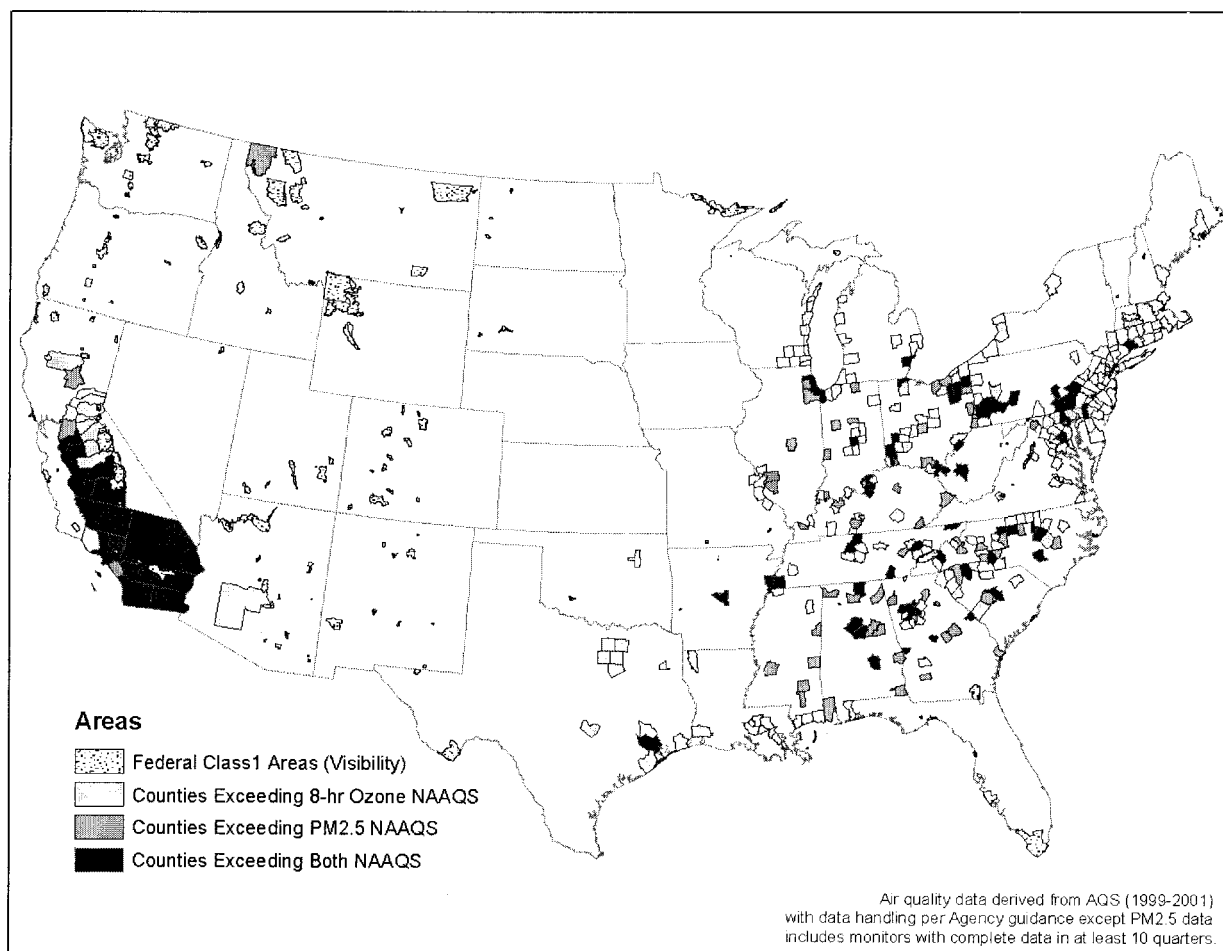 Areas
Federal Class1 Areas (Visibility)
Counties Exceeding 8-hr Ozone NAAQS
Counties Exceeding PM2.5 NAAQS
Counties Exceeding Both NAAQS
Air quality data derived from AQS (1999-2001)
with data handling per Agency guidance except PM2.5 data
includes monitors with complete data in at least 10 quarters